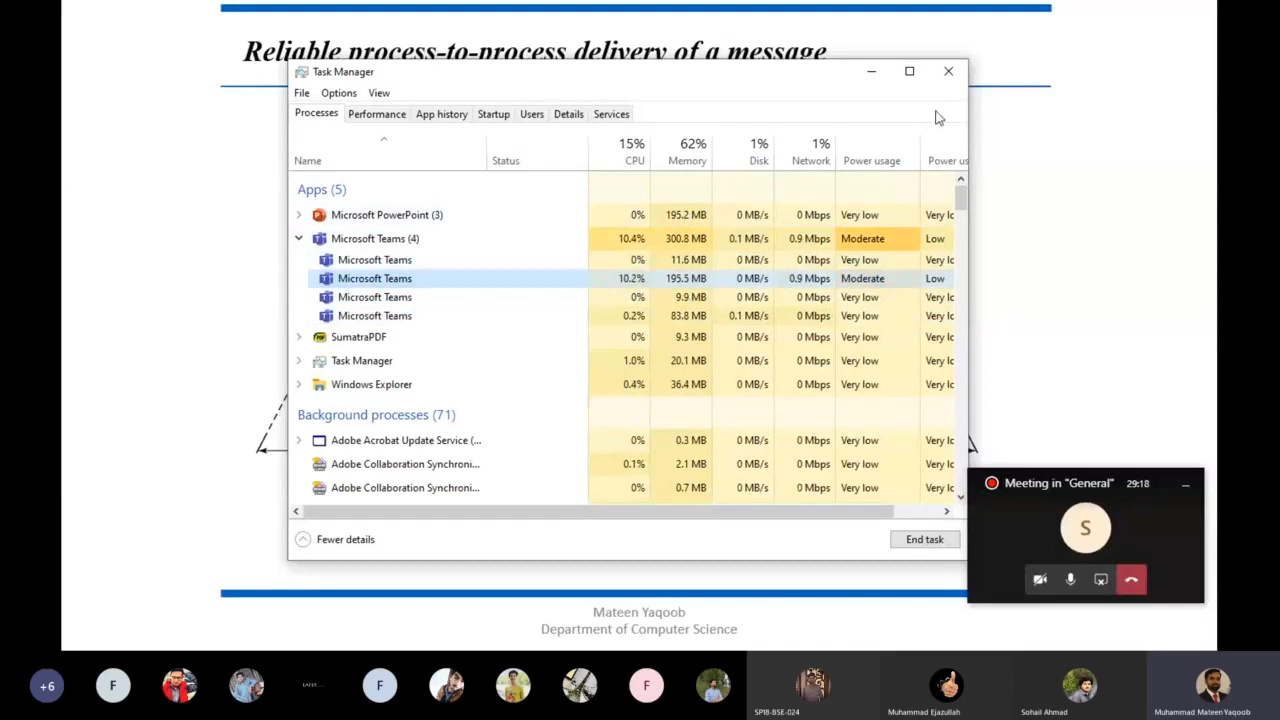 Reliable process-to-process delivery of a message
Task Manager
File Options View
Processes Performance App history Startup Users Details Services
15% 62% 1% 1%
Name Status CPU Memory Disk Network Power usage Power us
Apps (5)
Microsoft PowerPoint (3) 0% 195.2 MB 0 MB/s 0 Mbps Very low Very lc
Microsoft Teams (4) 10.4% 300.8 MB 0.1 MB/s 0.9 Mbps Moderate Low
Microsoft Teams 0% 11.6 MB 0 MB/s 0 Mbps Very low Very lc
Microsoft Teams 10.2% 195.5 MB 0 MB/s 0.9 Mbps Moderate Low
Microsoft Teams 0% 9.9 MB 0 MB/s 0 Mbps Very low Very lc
Microsoft Teams 0.2% 83.8 MB 0.1 MB/s 0 Mbps Very low Very lc
SumatraPDF 0% 9.3 MB 0 MB/s 0 Mbps Very low Very lc
Task Manager 1.0% 20.1 MB 0 MB/s 0 Mbps Very low Very lc
Windows Explorer 0.4% 36.4 MB 0 MB/s 0 Mbps Very low Very lc
Background processes (71)
Adobe Acrobat Update Service (... 0% 0.3 MB 0 MB/s 0 Mbps Very low Very lc
Adobe Collaboration Synchroni... 0.1% 2.1 MB 0 MB/s 0 Mbps Very low Very lc
Adobe Collaboration Synchroni... 0% 0.7 MB 0 MB/s 0 Mbps Very low Very lc
Fewer details End task
Meeting in "General" 29:18
S
Mateen Yaqoob
Department of Computer Science
+6 F F F
SP18-BSE-024 Muhammad Ejazullah Sohail Ahmad Muhammad Mateen Yaqoob